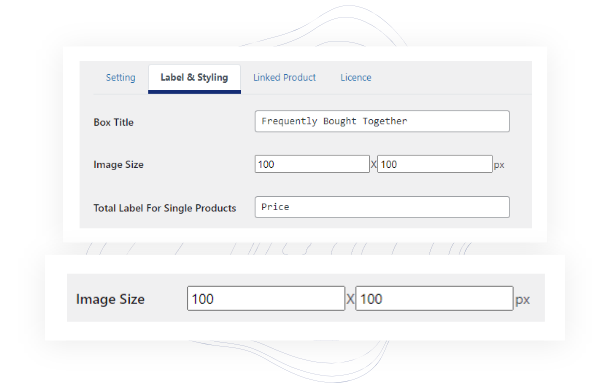 Setting Label & Styling Linked Product Licence
Box Title Frequently Bought Together
Image Size 100 X 100 px
Total Label For Single Products Price
Image Size 100 X 100 px